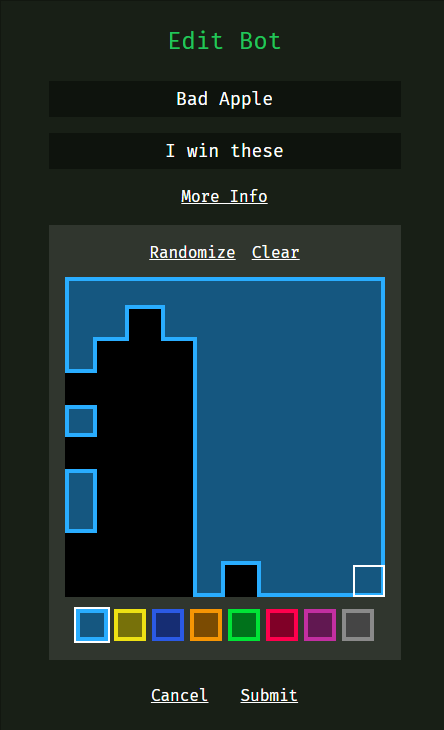 Edit Bot
Bad Apple
I win these
More Info
Randomize Clear
Cancel Submit